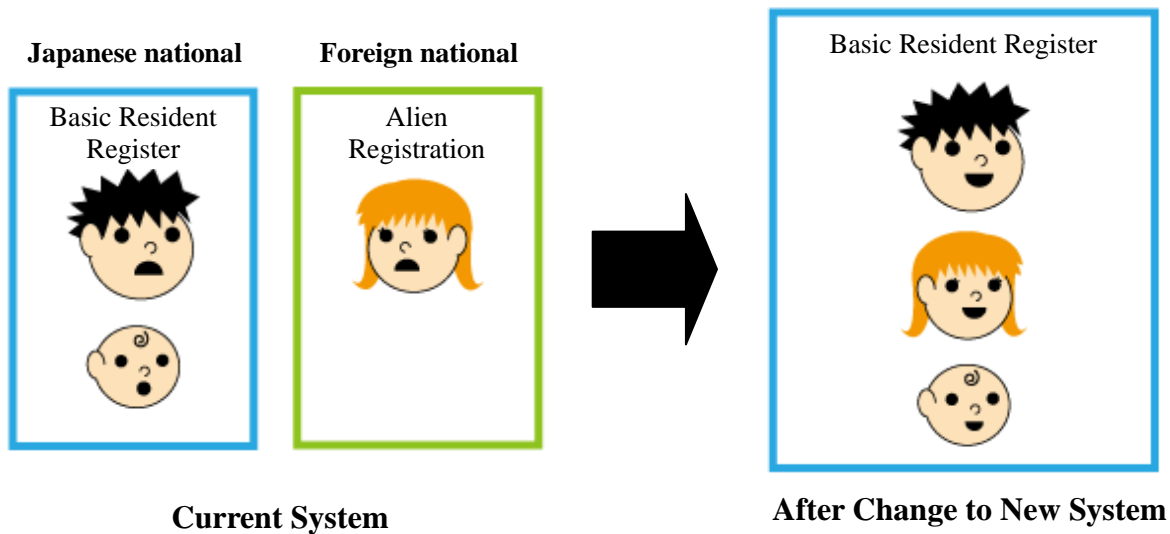 Japanese national
Foreign national
Basic Resident Register
Basic Resident
Register
Alien
Registration
Current System
After Change to New System